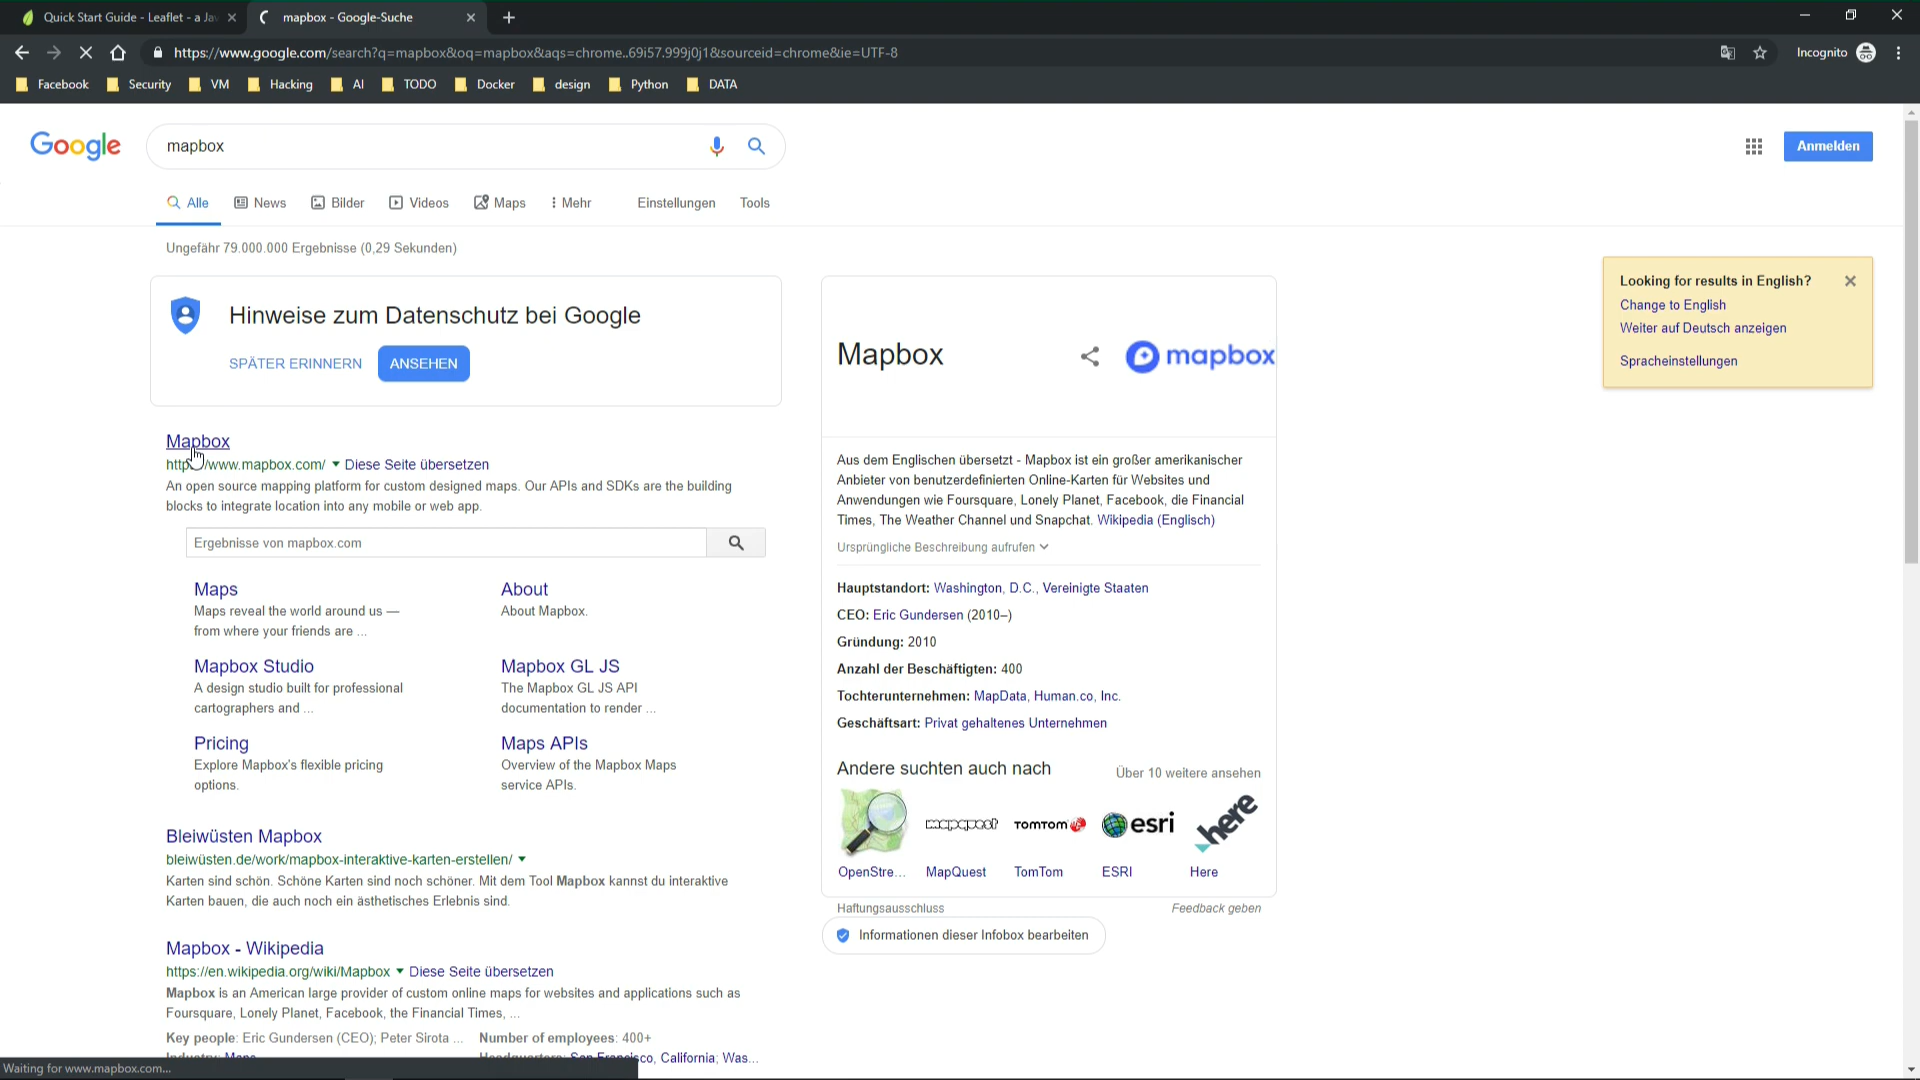 Quick Start Guide - Leaflet - a Ja
mapbox - Google-Suche
https://www.google.com/search?q=mapbox&oq=mapbox&aqs=chrome..69i57.999j0j1&sourceid=chrome&ie=UTF-8
Incognito
Facebook Security VM Hacking AI TODO Docker design Python DATA
Google
mapbox
Anmelden
Alle News Bilder Videos Maps Mehr Einstellungen Tools
Ungefähr 79.000.000 Ergebnisse (0,29 Sekunden)
Hinweise zum Datenschutz bei Google
SPÄTER ERINNERN ANSEHEN
Mapbox
https://www.mapbox.com/ Diese Seite übersetzen
An open source mapping platform for custom designed maps. Our APIs and SDKs are the building
blocks to integrate location into any mobile or web app.
Ergebnisse von mapbox.com
Maps
Maps reveal the world around us —
from where your friends are ...
About
About Mapbox.
Mapbox Studio
A design studio built for professional
cartographers and ...
Mapbox GL JS
The Mapbox GL JS API
documentation to render ...
Pricing
Explore Mapbox's flexible pricing
options.
Maps APIs
Overview of the Mapbox Maps
service APIs.
Bleiwüsten Mapbox
bleiwüsten.de/work/mapbox-interaktive-karten-erstellen/
Karten sind schön. Schöne Karten sind noch schöner. Mit dem Tool Mapbox kannst du interaktive
Karten bauen, die auch noch ein ästhetisches Erlebnis sind.
Mapbox - Wikipedia
https://en.wikipedia.org/wiki/Mapbox Diese Seite übersetzen
Mapbox is an American large provider of custom online maps for websites and applications such as
Foursquare, Lonely Planet, Facebook, the Financial Times, ...
Key people: Eric Gundersen (CEO); Peter Sirota ... Number of employees: 400+
Industry: Maps Headquarters: San Francisco, California; Was...
Waiting for www.mapbox.com...
Mapbox
mapbox
Aus dem Englischen übersetzt - Mapbox ist ein großer amerikanischer
Anbieter von benutzerdefinierten Online-Karten für Websites und
Anwendungen wie Foursquare, Lonely Planet, Facebook, die Financial
Times, The Weather Channel und Snapchat. Wikipedia (Englisch)
Ursprüngliche Beschreibung aufrufen
Hauptstandort: Washington, D.C., Vereinigte Staaten
CEO: Eric Gundersen (2010–)
Gründung: 2010
Anzahl der Beschäftigten: 400
Tochterunternehmen: MapData, Human.co, Inc.
Geschäftsart: Privat gehaltenes Unternehmen
Andere suchten auch nach
Über 10 weitere ansehen
mapquest TOMTOM esri here
OpenStre... MapQuest TomTom ESRI Here
Haftungsausschluss
Feedback geben
Informationen dieser Infobox bearbeiten
Looking for results in English?
Change to English
Weiter auf Deutsch anzeigen
Spracheinstellungen